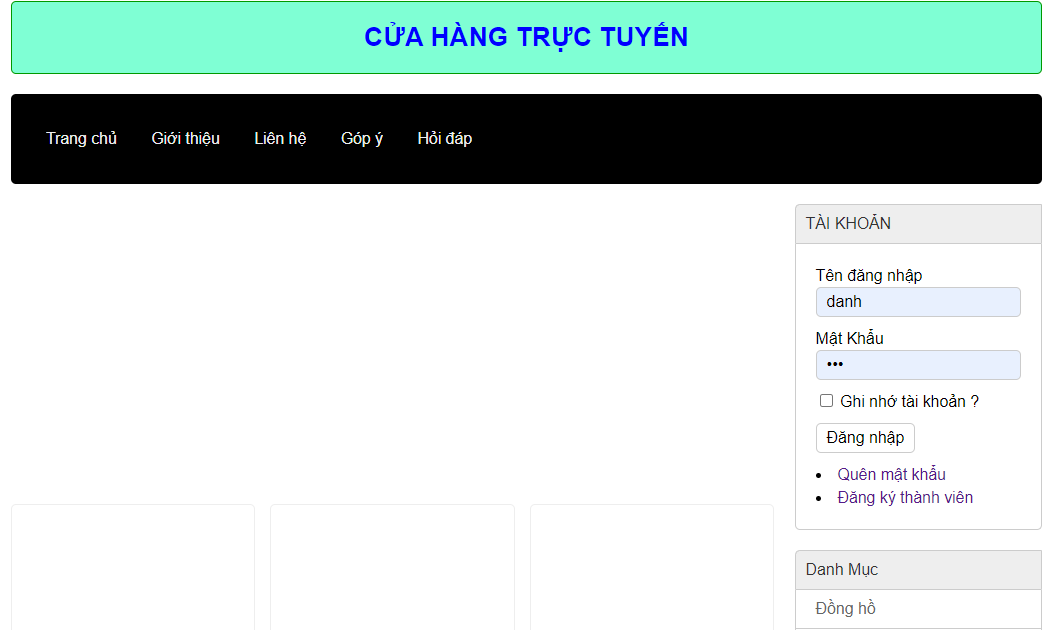 CỬA HÀNG TRỰC TUYẾN
Trang chủ Giới thiệu Liên hệ Góp ý Hỏi đáp
TÀI KHOẢN
Tên đăng nhập
danh
Mật Khẩu
•••
Ghi nhớ tài khoản ?
Đăng nhập
Quên mật khẩu
Đăng ký thành viên
Danh Mục
Đồng hồ